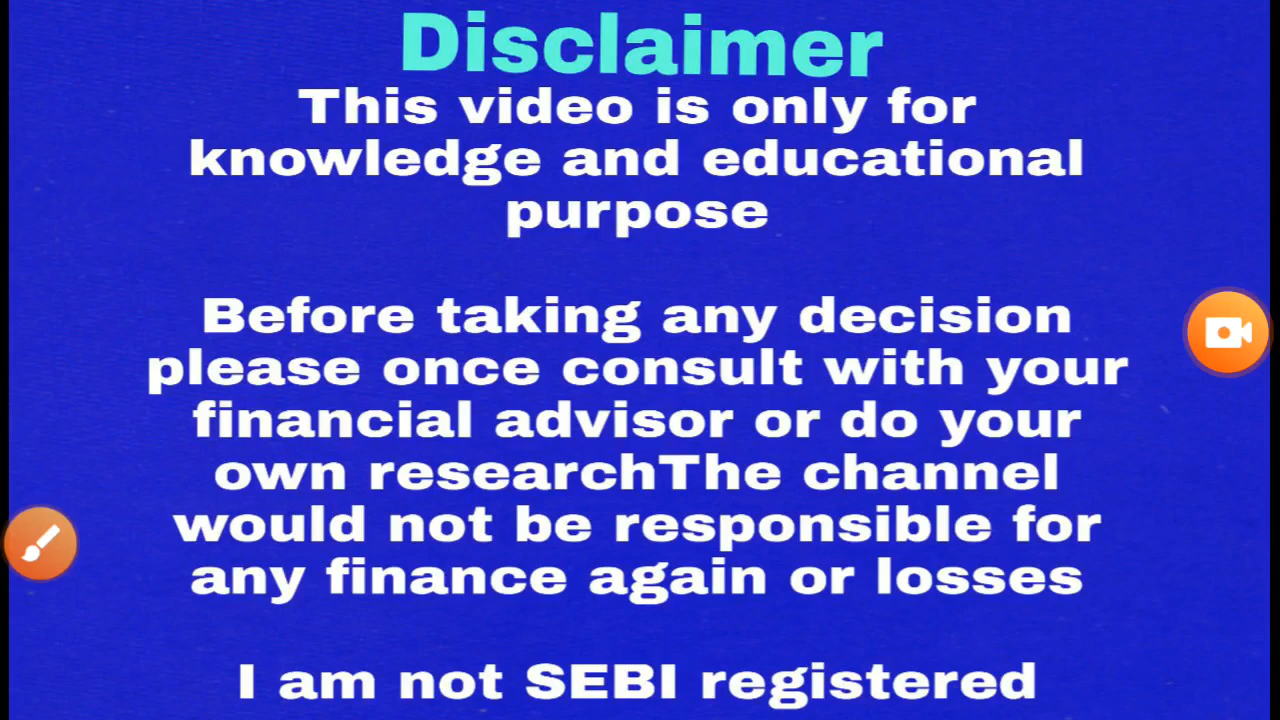 Disclaimer
This video is only for
knowledge and educational
purpose
Before taking any decision
please once consult with your
financial advisor or do your
own researchThe channel
would not be responsible for
any finance again or losses
I am not SEBI registered